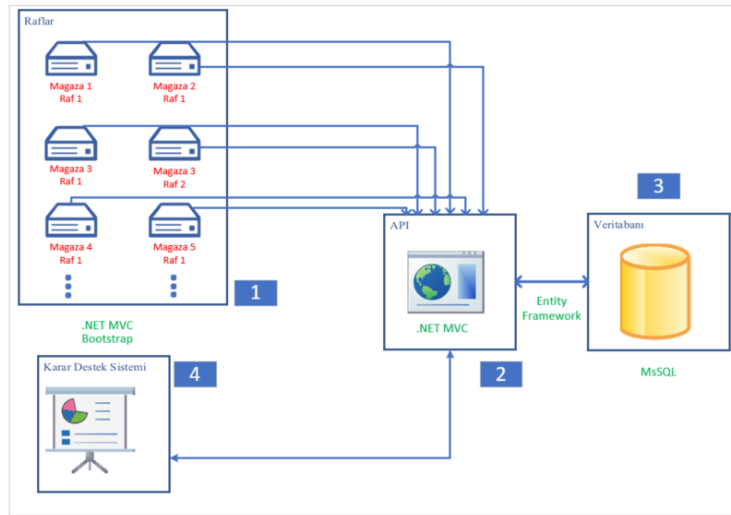 Raflar
Magaza 1
Raf 1
Magaza 2
Raf 1
Magaza 3
Raf 1
Magaza 3
Raf 2
Magaza 4
Raf 1
Magaza 5
Raf 1
1
.NET MVC
Bootstrap
API
.NET MVC
2
Entity
Framework
3
Veritabanı
MsSQL
Karar Destek Sistemi
4